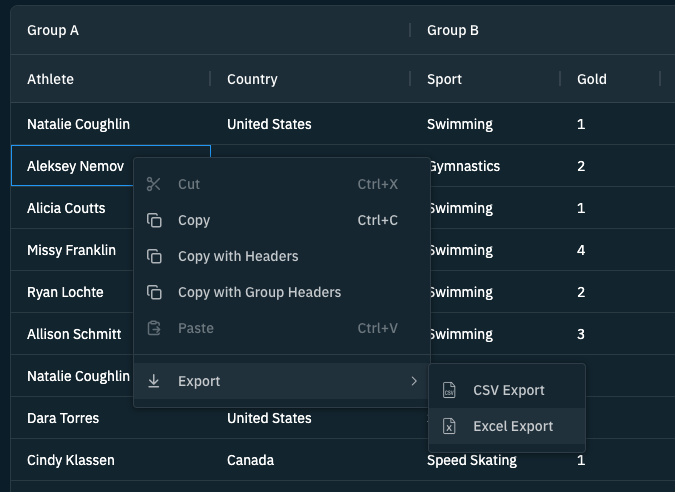 Group A Group B
Athlete Country Sport Gold
Natalie Coughlin United States Swimming 1
Aleksey Nemov Gymnastics 2
Cut Ctrl+X
Alicia Coutts Swimming 1
Copy Ctrl+C
Missy Franklin Swimming 4
Copy with Headers
Ryan Lochte Swimming 2
Copy with Group Headers
Allison Schmitt Swimming 3
Paste Ctrl+V
Natalie Coughlin
Export
CSV Export
Dara Torres United States
Excel Export
Cindy Klassen Canada Speed Skating 1